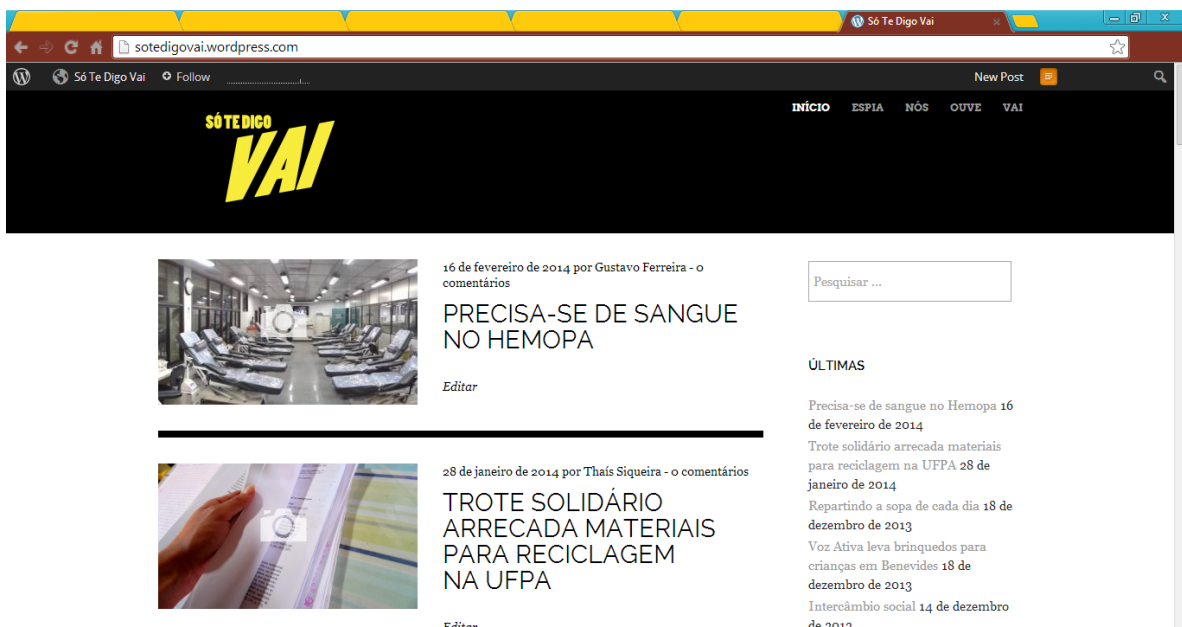 Só Te Digo Vai
sotedigovai.wordpress.com
Só Te Digo Vai Follow New Post
SÓ TE DIGO
VAI
INÍCIO ESPIA NÓS OUVE VAI
16 de fevereiro de 2014 por Gustavo Ferreira - 0
comentários
PRECISA-SE DE SANGUE
NO HEMOPA
Editar
28 de janeiro de 2014 por Thaís Siqueira - 0 comentários
TROTE SOLIDÁRIO
ARRECADA MATERIAIS
PARA RECICLAGEM
NA UFPA
Editar
Pesquisar ...
ÚLTIMAS
Precisa-se de sangue no Hemopa 16
de fevereiro de 2014
Trote solidário arrecada materiais
para reciclagem na UFPA 28 de
janeiro de 2014
Repartindo a sopa de cada dia 18 de
dezembro de 2013
Voz Ativa leva brinquedos para
crianças em Benevides 18 de
dezembro de 2013
Intercâmbio social 14 de dezembro
de 2013